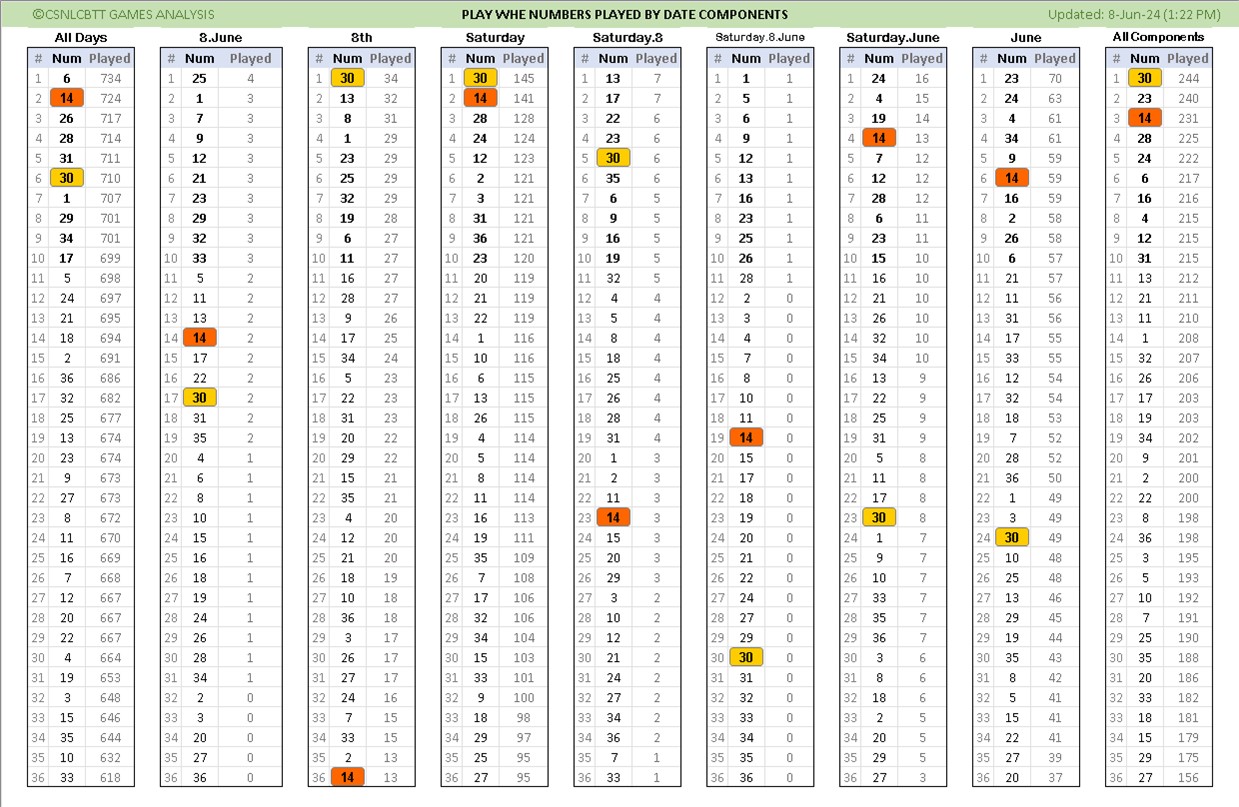 ©CSNLCBTT GAMES ANALYSIS PLAY WHE NUMBERS PLAYED BY DATE COMPONENTS Updated: 8-Jun-24 (1:22 PM)
All Days 8.June 8th Saturday Saturday.8 Saturday.8.June Saturday.June June All Components
# Num Played # Num Played # Num Played # Num Played # Num Played # Num Played # Num Played # Num Played # Num Played
1 6 734 1 25 4 1 30 34 1 30 145 1 13 7 1 1 1 1 24 16 1 23 70 1 30 244
2 14 724 2 1 3 2 13 32 2 14 141 2 17 7 2 5 1 2 4 15 2 24 63 2 23 240
3 26 717 3 7 3 3 8 31 3 28 128 3 22 6 3 6 1 3 19 14 3 4 61 3 14 231
4 28 714 4 9 3 4 1 29 4 24 124 4 23 6 4 9 1 4 14 13 4 34 61 4 28 225
5 31 711 5 12 3 5 23 29 5 12 123 5 30 6 5 12 1 5 7 12 5 9 59 5 24 222
6 30 710 6 21 3 6 25 29 6 2 121 6 35 6 6 13 1 6 12 12 6 14 59 6 6 217
7 1 707 7 23 3 7 32 29 7 3 121 7 6 5 7 16 1 7 28 12 7 16 59 7 16 216
8 29 701 8 29 3 8 19 28 8 31 121 8 9 5 8 23 1 8 6 11 8 2 58 8 4 215
9 34 701 9 32 3 9 6 27 9 36 121 9 16 5 9 25 1 9 23 11 9 26 58 9 12 215
10 17 699 10 33 3 10 11 27 10 23 120 10 19 5 10 26 1 10 15 10 10 6 57 10 31 215
11 5 698 11 5 2 11 16 27 11 20 119 11 32 5 11 28 1 11 16 10 11 21 57 11 13 212
12 24 697 12 11 2 12 28 27 12 21 119 12 4 4 12 2 0 12 21 10 12 11 56 12 21 211
13 21 695 13 13 2 13 9 26 13 22 119 13 5 4 13 3 0 13 26 10 13 31 56 13 11 210
14 18 694 14 14 2 14 17 25 14 1 116 14 8 4 14 4 0 14 32 10 14 17 55 14 1 208
15 2 691 15 17 2 15 34 24 15 10 116 15 18 4 15 7 0 15 34 10 15 33 55 15 32 207
16 36 686 16 22 2 16 5 23 16 6 115 16 25 4 16 8 0 16 13 9 16 12 54 16 26 206
17 32 682 17 30 2 17 22 23 17 13 115 17 26 4 17 10 0 17 22 9 17 32 54 17 17 203
18 25 677 18 31 2 18 31 23 18 26 115 18 28 4 18 11 0 18 25 9 18 18 53 18 19 203
19 13 674 19 35 2 19 20 22 19 4 114 19 31 4 19 14 0 19 31 9 19 7 52 19 34 202
20 23 674 20 4 1 20 29 22 20 5 114 20 1 3 20 15 0 20 5 8 20 28 52 20 9 201
21 9 673 21 6 1 21 15 21 21 8 114 21 2 3 21 17 0 21 11 8 21 36 50 21 2 200
22 27 673 22 8 1 22 35 21 22 11 114 22 11 3 22 18 0 22 17 8 22 1 49 22 22 200
23 8 672 23 10 1 23 4 20 23 16 113 23 14 3 23 19 0 23 30 8 23 3 49 23 8 198
24 11 670 24 15 1 24 12 20 24 19 111 24 15 3 24 20 0 24 1 7 24 30 49 24 36 198
25 16 669 25 16 1 25 21 20 25 35 109 25 20 3 25 21 0 25 9 7 25 10 48 25 3 195
26 7 668 26 18 1 26 18 19 26 7 108 26 29 3 26 22 0 26 10 7 26 25 48 26 5 193
27 12 667 27 19 1 27 10 18 27 17 106 27 3 2 27 24 0 27 33 7 27 13 46 27 10 192
28 20 667 28 24 1 28 36 18 28 32 106 28 10 2 28 27 0 28 35 7 28 29 45 28 7 191
29 22 667 29 26 1 29 3 17 29 34 104 29 12 2 29 29 0 29 36 7 29 19 44 29 25 190
30 4 664 30 28 1 30 26 17 30 15 103 30 21 2 30 30 0 30 3 6 30 35 43 30 35 188
31 19 653 31 34 1 31 27 17 31 33 101 31 24 2 31 31 0 31 8 6 31 8 42 31 20 186
32 3 648 32 2 0 32 24 16 32 9 100 32 27 2 32 32 0 32 18 6 32 5 41 32 33 182
33 15 646 33 3 0 33 7 15 33 18 98 33 34 2 33 33 0 33 2 5 33 15 41 33 18 181
34 35 644 34 20 0 34 33 15 34 29 97 34 36 2 34 34 0 34 20 5 34 22 41 34 15 179
35 10 632 35 27 0 35 2 13 35 25 95 35 7 1 35 35 0 35 29 5 35 27 39 35 29 175
36 33 618 36 36 0 36 14 13 36 27 95 36 33 1 36 36 0 36 27 3 36 20 37 36 27 156